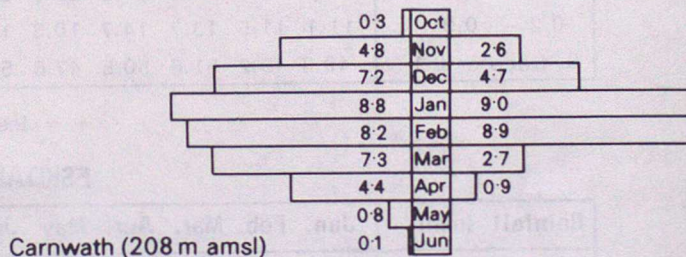 0·3 Oct
4·8 Nov 2·6
7·2 Dec 4·7
8·8 Jan 9·0
8·2 Feb 8·9
7·3 Mar 2·7
4·4 Apr 0·9
0·8 May
Carnwath (208 m amsl) 0·1 Jun